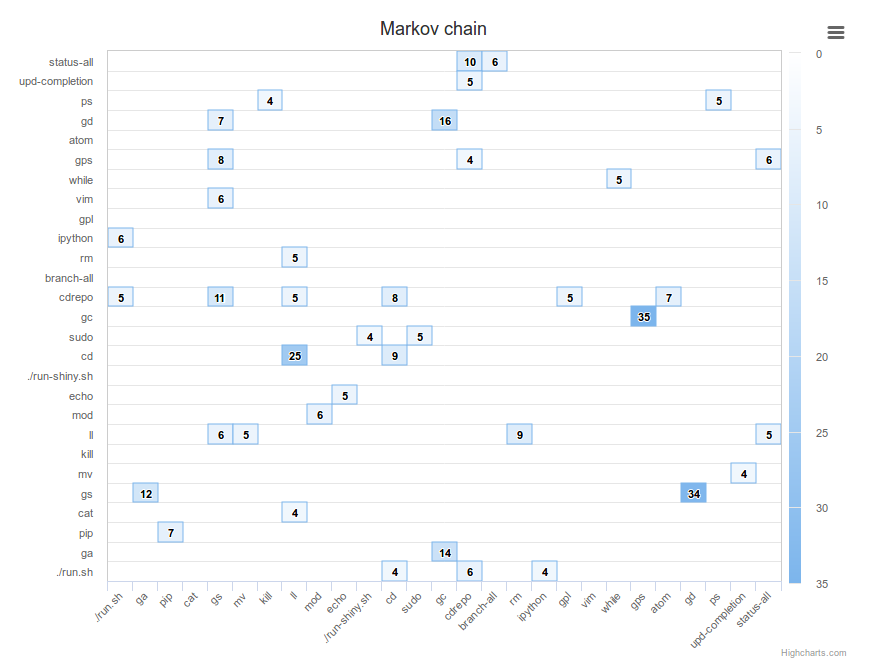 Markov chain
status-all 10 6 0
upd-completion 5
ps 4 5
gd 7 16 5
atom
gps 8 4 6
while 5
vim 6 10
gpl
ipython 6
rm 5
branch-all 15
cdrepo 5 11 5 8 5 7
gc 35
sudo 4 5
cd 25 9 20
./run-shiny.sh
echo 5
mod 6
ll 6 5 9 5 25
kill
mv 4
gs 12 34
cat 4 30
pip 7
ga 14
./run.sh 4 6 4
35
./run.sh ga pip cat gs mv kill ll mod echo ./run-shiny.sh cd sudo gc cdrepo branch-all rm ipython gpl vim while gps atom gd ps upd-completion status-all
Highcharts.com